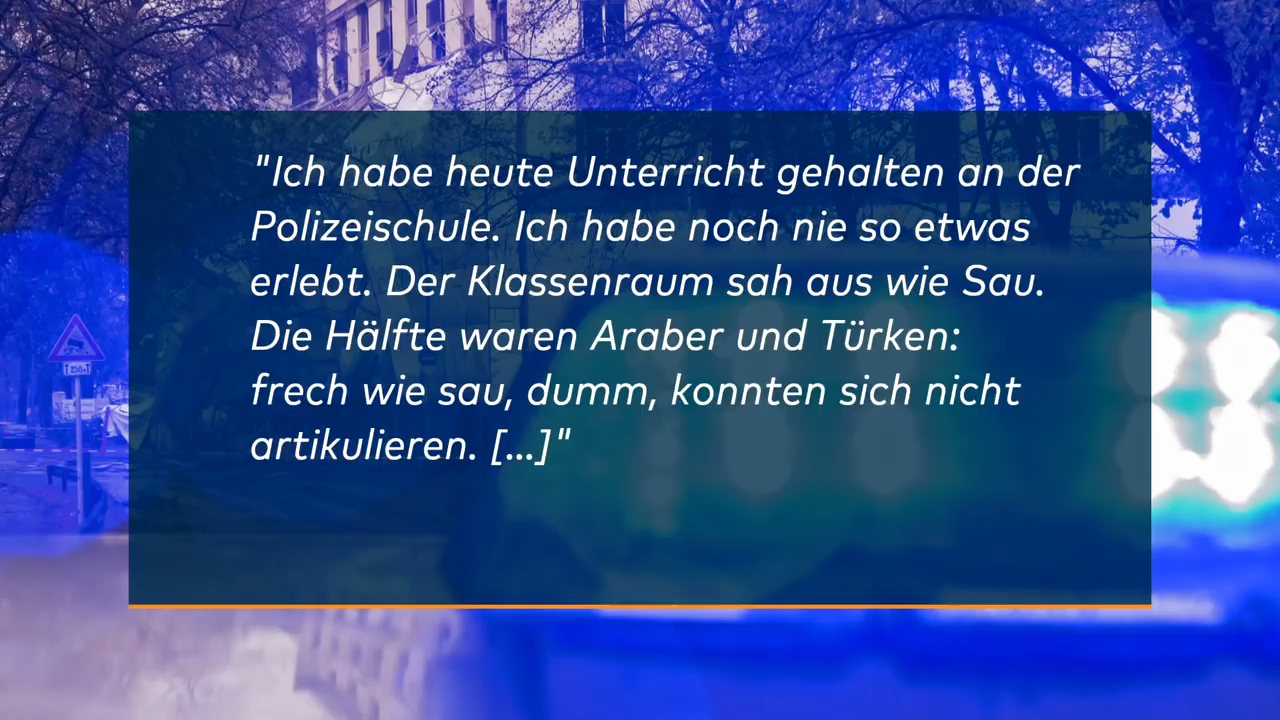 "Ich habe heute Unterricht gehalten an der
Polizeischule. Ich habe noch nie so etwas
erlebt. Der Klassenraum sah aus wie Sau.
Die Hälfte waren Araber und Türken:
frech wie sau, dumm, konnten sich nicht
artikulieren. [...]"